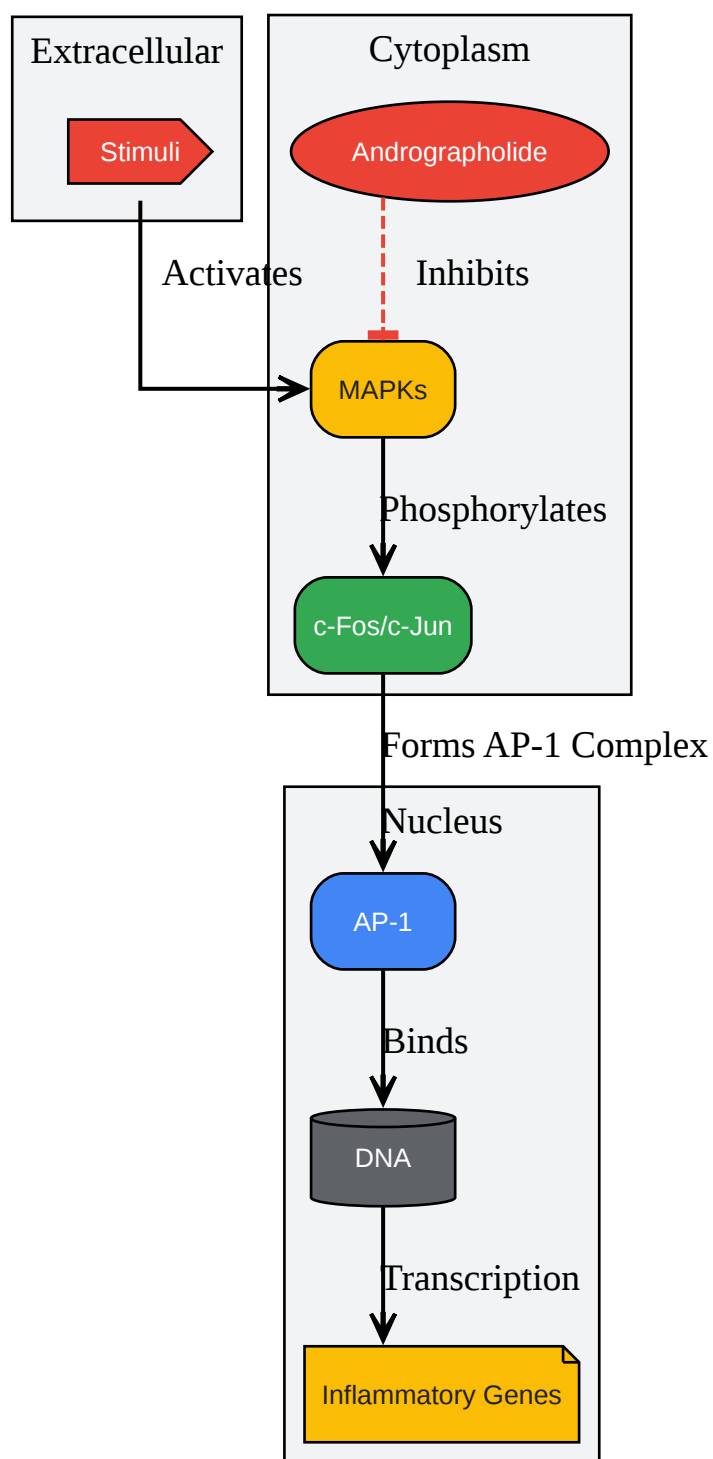 Extracellular
Cytoplasm
Stimuli
Andrographolide
Activates
Inhibits
MAPKs
Phosphorylates
c-Fos/c-Jun
Forms AP-1 Complex
Nucleus
AP-1
Binds
DNA
Transcription
Inflammatory Genes